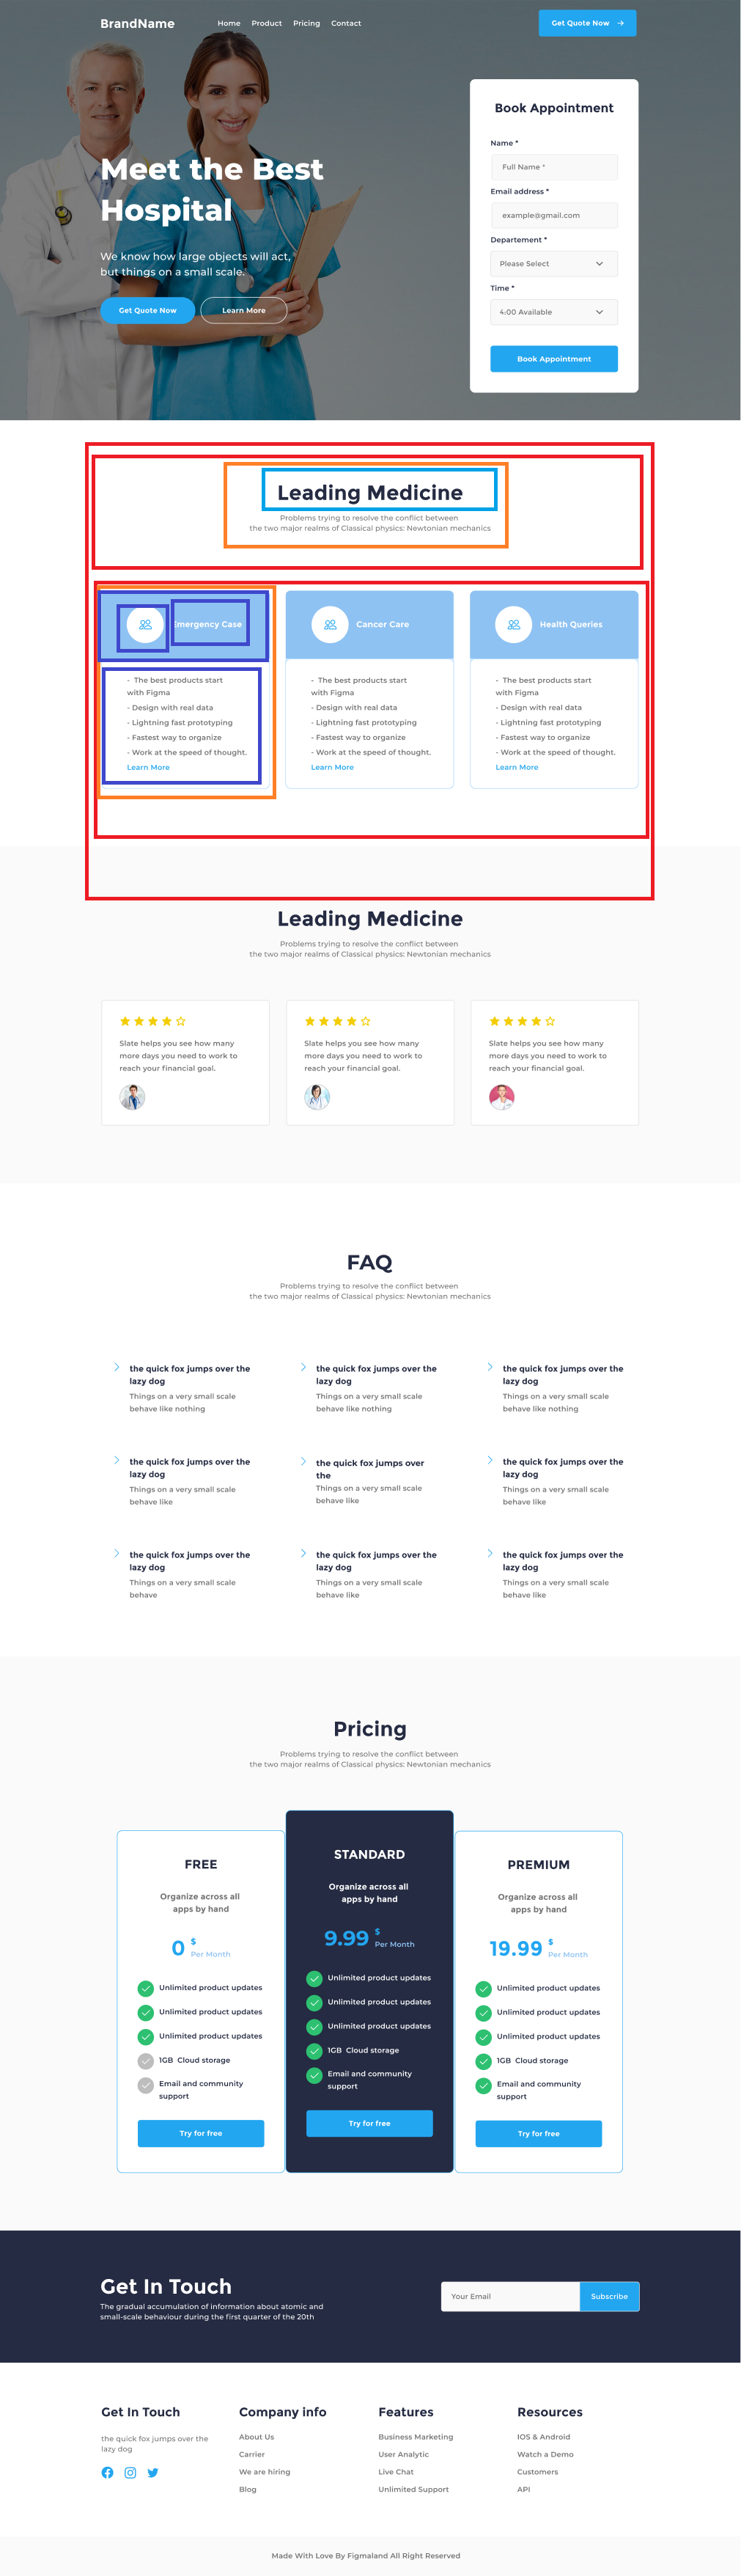 BrandName
Home Product Pricing Contact
Get Quote Now
Meet the Best
Hospital
We know how large objects will act,
but things on a small scale.
Get Quote Now
Learn More
Book Appointment
Name *
Full Name *
Email address *
example@gmail.com
Departement *
Please Select
Time *
4:00 Available
Book Appointment
Leading Medicine
Problems trying to resolve the conflict between
the two major realms of Classical physics: Newtonian mechanics
Emergency Case
- The best products start
with Figma
- Design with real data
- Lightning fast prototyping
- Fastest way to organize
- Work at the speed of thought.
Learn More
Cancer Care
- The best products start
with Figma
- Design with real data
- Lightning fast prototyping
- Fastest way to organize
- Work at the speed of thought.
Learn More
Health Queries
- The best products start
with Figma
- Design with real data
- Lightning fast prototyping
- Fastest way to organize
- Work at the speed of thought.
Learn More
Leading Medicine
Problems trying to resolve the conflict between
the two major realms of Classical physics: Newtonian mechanics
Slate helps you see how many
more days you need to work to
reach your financial goal.
Slate helps you see how many
more days you need to work to
reach your financial goal.
Slate helps you see how many
more days you need to work to
reach your financial goal.
FAQ
Problems trying to resolve the conflict between
the two major realms of Classical physics: Newtonian mechanics
the quick fox jumps over the
lazy dog
Things on a very small scale
behave like nothing
the quick fox jumps over the
lazy dog
Things on a very small scale
behave like nothing
the quick fox jumps over the
lazy dog
Things on a very small scale
behave like nothing
the quick fox jumps over the
lazy dog
Things on a very small scale
behave like
the quick fox jumps over
the
Things on a very small scale
behave like
the quick fox jumps over the
lazy dog
Things on a very small scale
behave like
the quick fox jumps over the
lazy dog
Things on a very small scale
behave
the quick fox jumps over the
lazy dog
Things on a very small scale
behave like
the quick fox jumps over the
lazy dog
Things on a very small scale
behave like
Pricing
Problems trying to resolve the conflict between
the two major realms of Classical physics: Newtonian mechanics
FREE
Organize across all
apps by hand
0 $
Per Month
Unlimited product updates
Unlimited product updates
Unlimited product updates
1GB Cloud storage
Email and community
support
Try for free
STANDARD
Organize across all
apps by hand
9.99 $
Per Month
Unlimited product updates
Unlimited product updates
Unlimited product updates
1GB Cloud storage
Email and community
support
Try for free
PREMIUM
Organize across all
apps by hand
19.99 $
Per Month
Unlimited product updates
Unlimited product updates
Unlimited product updates
1GB Cloud storage
Email and community
support
Try for free
Get In Touch
The gradual accumulation of information about atomic and
small-scale behaviour during the first quarter of the 20th
Your Email
Subscribe
Get In Touch
the quick fox jumps over the
lazy dog
Company info
About Us
Carrier
We are hiring
Blog
Features
Business Marketing
User Analytic
Live Chat
Unlimited Support
Resources
IOS & Android
Watch a Demo
Customers
API
Made With Love By Figmaland All Right Reserved